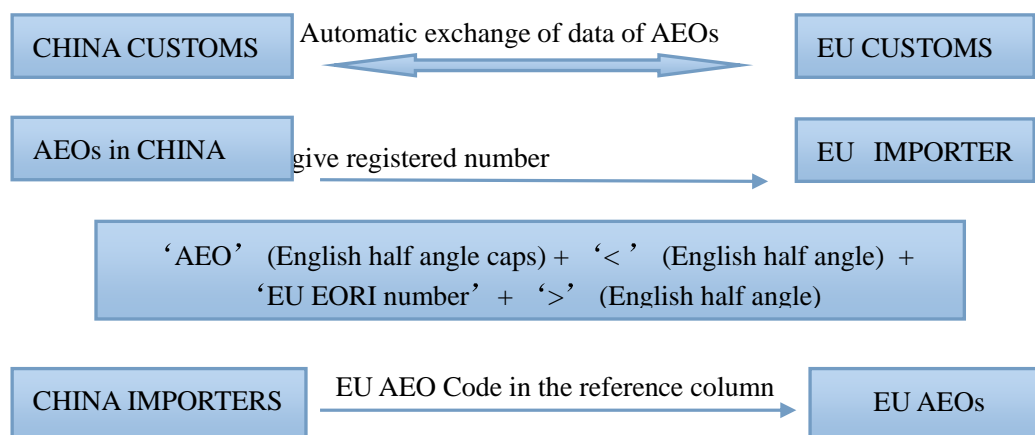 CHINA CUSTOMS
Automatic exchange of data of AEOs
EU CUSTOMS
AEOs in CHINA
give registered number
EU IMPORTER
‘AEO’ (English half angle caps) + ‘<’ (English half angle) +
‘EU EORI number’ + ‘>’ (English half angle)
CHINA IMPORTERS
EU AEO Code in the reference column
EU AEOs